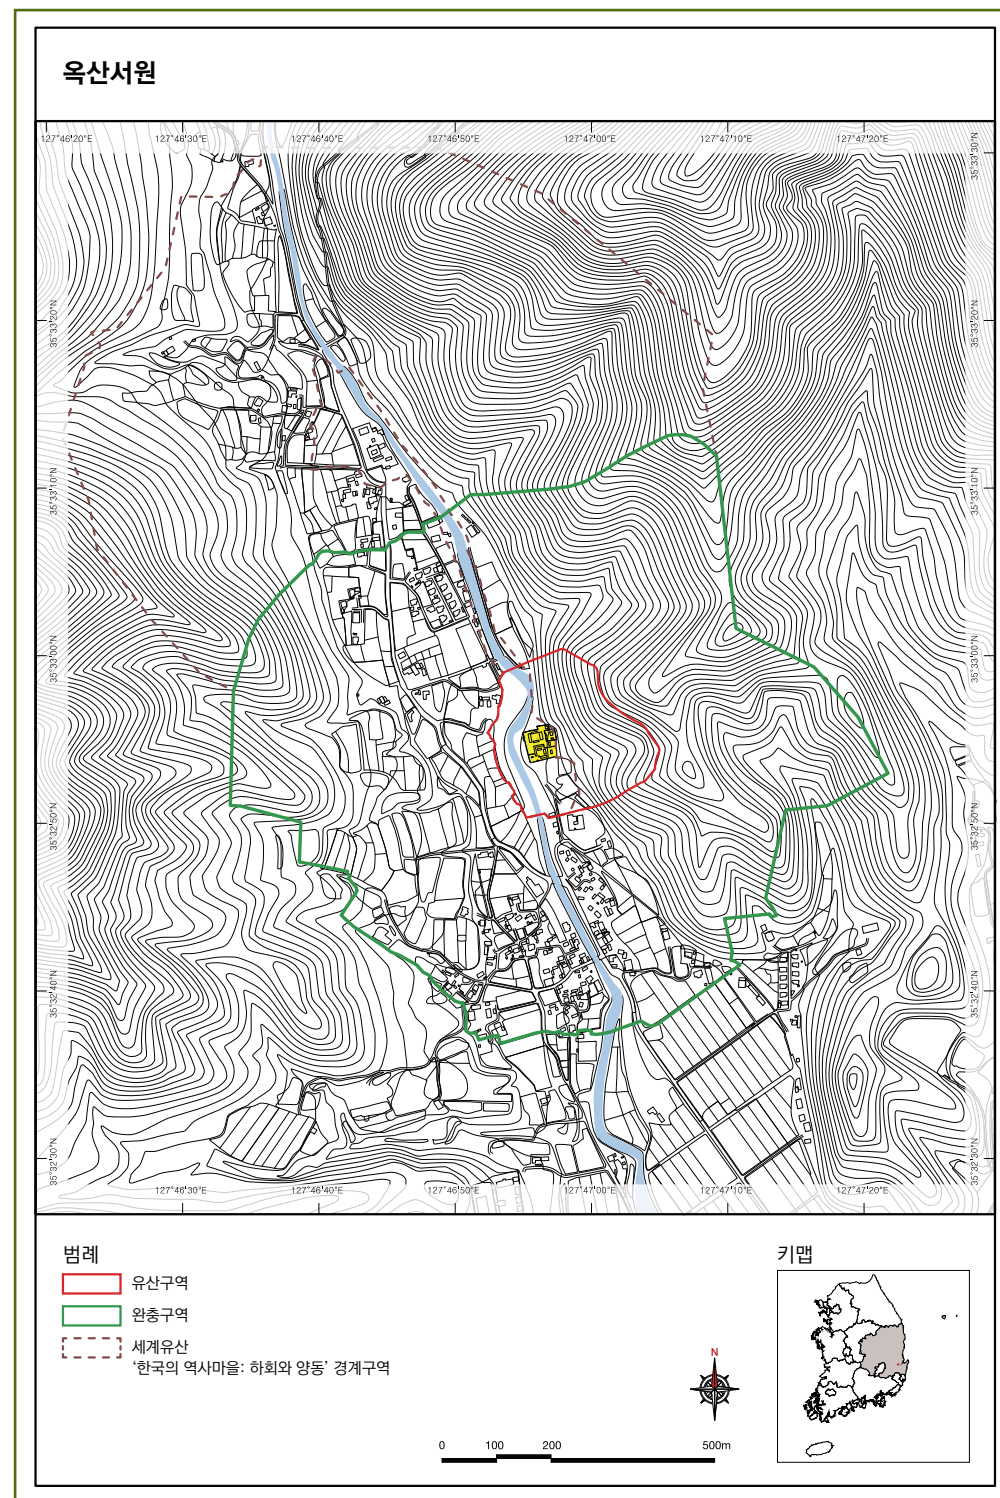 옥산서원
127°46'20"E 127°46'30"E 127°46'40"E 127°46'50"E 127°47'00"E 127°47'10"E 127°47'20"E
35°33'30"N
35°33'20"N 35°33'20"N
35°33'10"N 35°33'10"N
35°33'00"N 35°33'00"N
35°32'50"N 35°32'50"N
35°32'40"N 35°32'40"N
35°32'30"N 35°32'30"N
127°46'30"E 127°46'40"E 127°46'50"E 127°47'00"E 127°47'10"E 127°47'20"E
범례
유산구역
완충구역
세계유산
‘한국의 역사마을: 하회와 양동’ 경계구역
키맵
N
0 100 200 500m